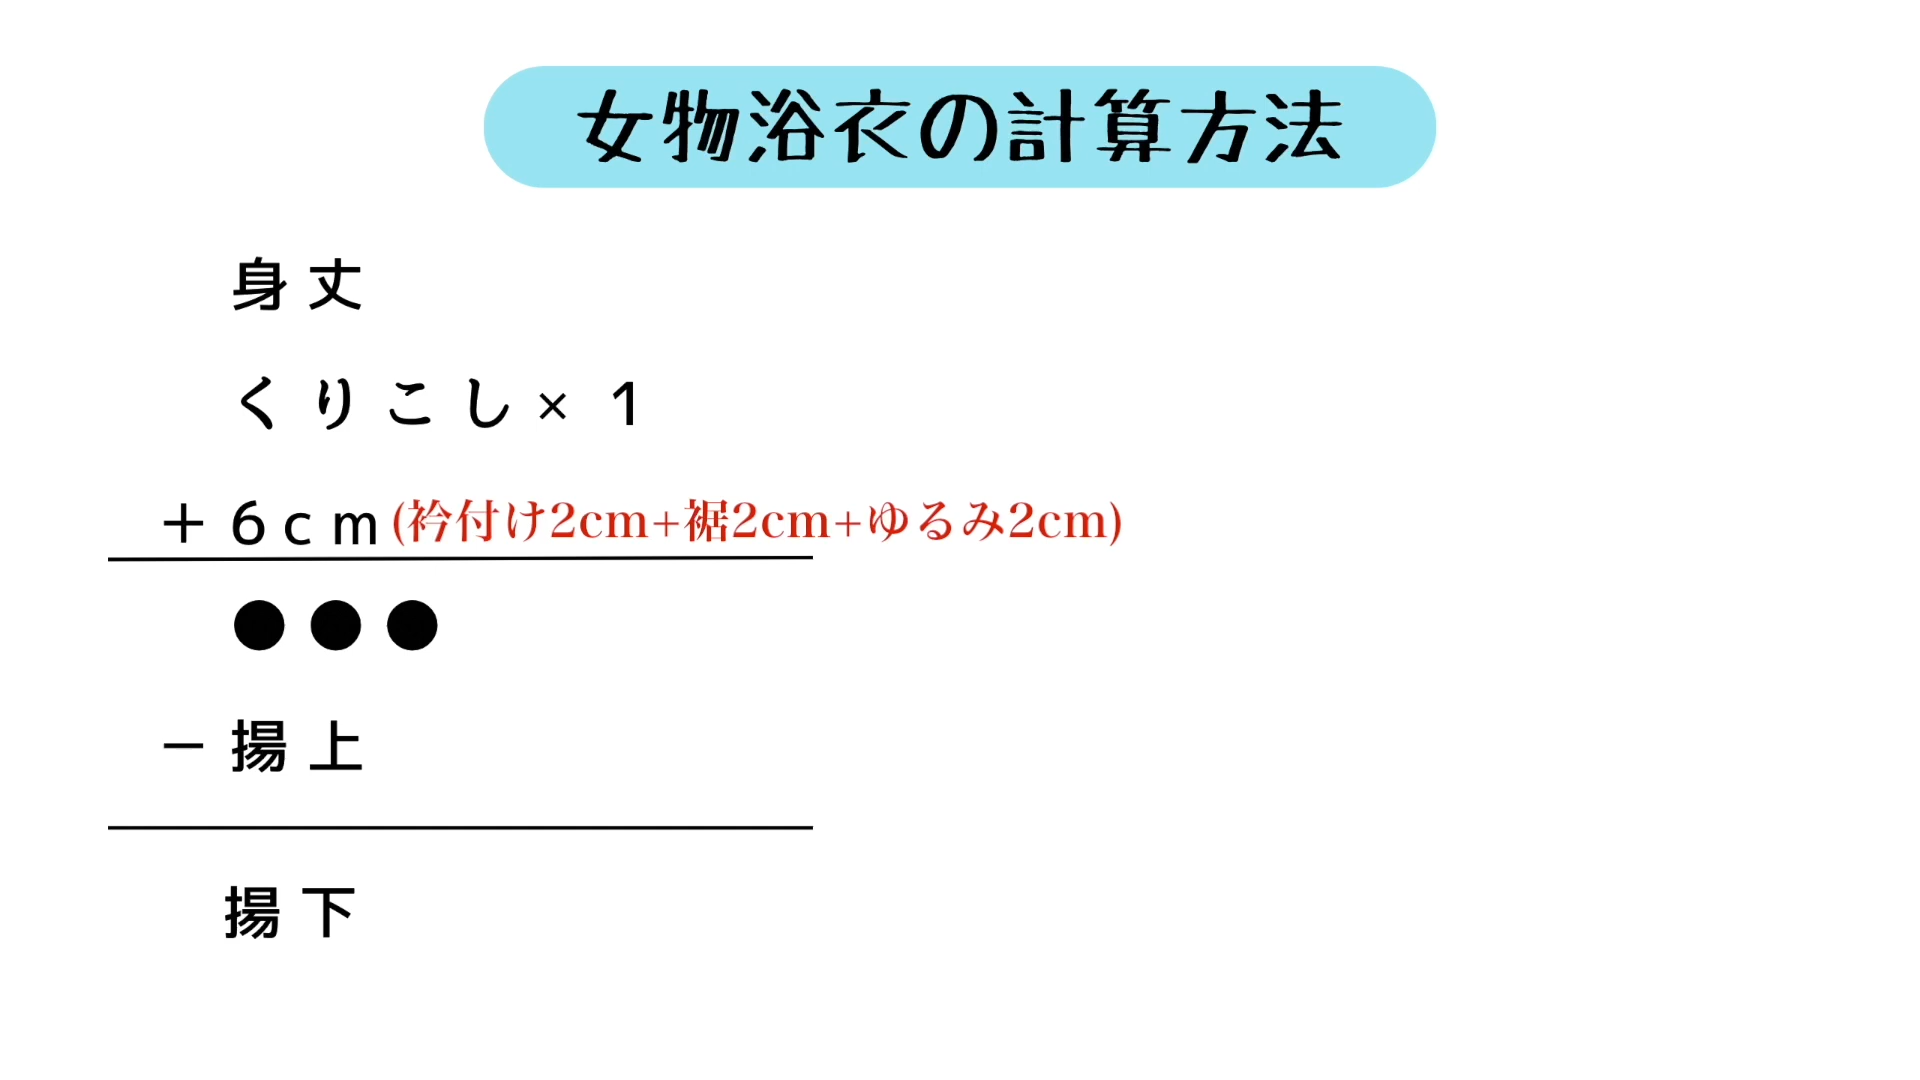 女物浴衣の計算方法
身丈
くりこし× 1
+6cm(衿付け2cm+裾2cm+ゆるみ2cm)
●●●
−揚上
揚下